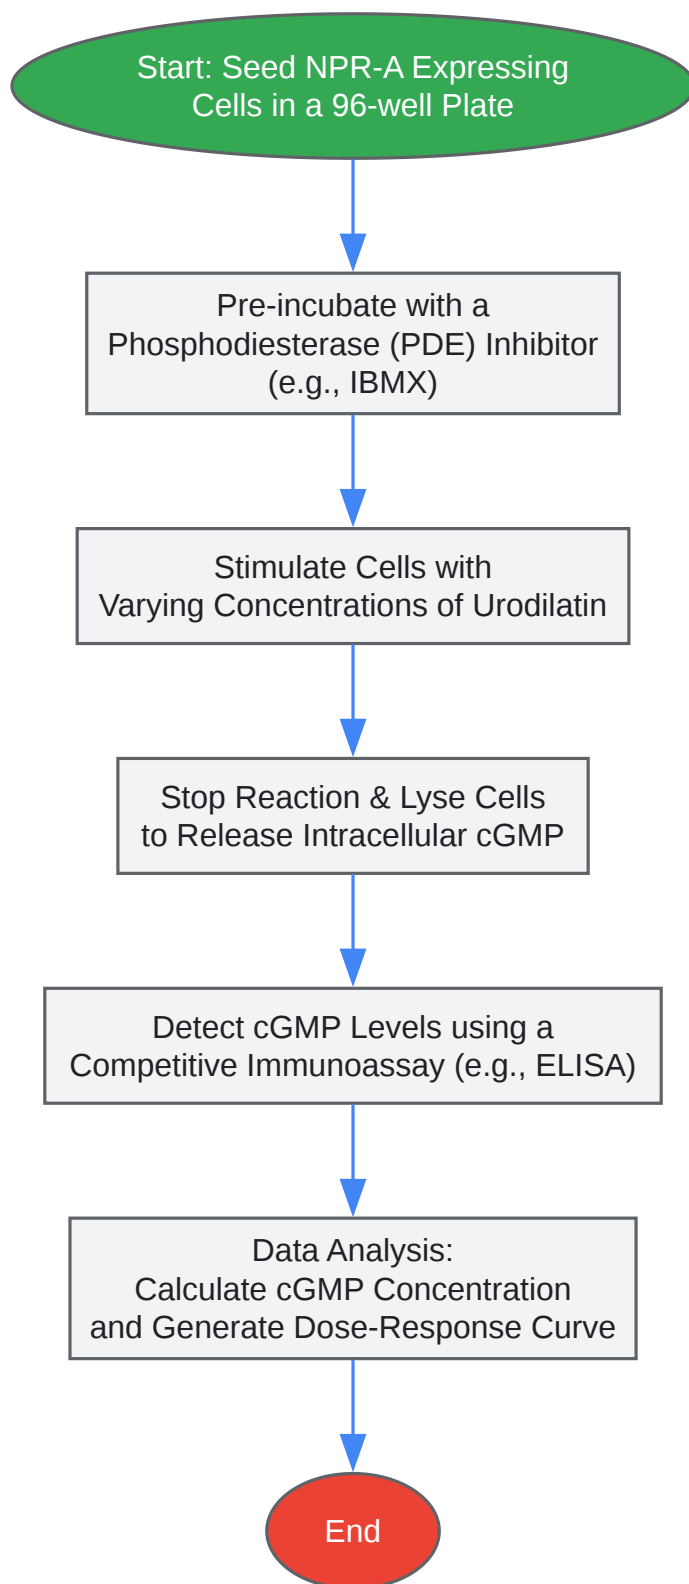 Start: Seed NPR-A Expressing
Cells in a 96-well Plate
Pre-incubate with a
Phosphodiesterase (PDE) Inhibitor
(e.g., IBMX)
Stimulate Cells with
Varying Concentrations of Urodilatin
Stop Reaction & Lyse Cells
to Release Intracellular cGMP
Detect cGMP Levels using a
Competitive Immunoassay (e.g., ELISA)
Data Analysis:
Calculate cGMP Concentration
and Generate Dose-Response Curve
End